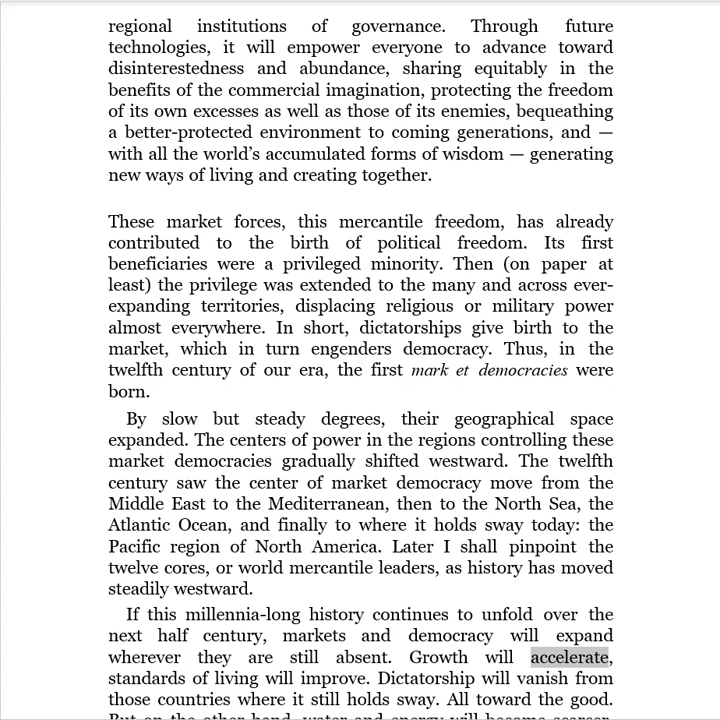 regional institutions of governance. Through future
technologies, it will empower everyone to advance toward
disinterestedness and abundance, sharing equitably in the
benefits of the commercial imagination, protecting the freedom
of its own excesses as well as those of its enemies, bequeathing
a better-protected environment to coming generations, and —
with all the world’s accumulated forms of wisdom — generating
new ways of living and creating together.
These market forces, this mercantile freedom, has already
contributed to the birth of political freedom. Its first
beneficiaries were a privileged minority. Then (on paper at
least) the privilege was extended to the many and across ever-
expanding territories, displacing religious or military power
almost everywhere. In short, dictatorships give birth to the
market, which in turn engenders democracy. Thus, in the
twelfth century of our era, the first mark et democracies were
born.
By slow but steady degrees, their geographical space
expanded. The centers of power in the regions controlling these
market democracies gradually shifted westward. The twelfth
century saw the center of market democracy move from the
Middle East to the Mediterranean, then to the North Sea, the
Atlantic Ocean, and finally to where it holds sway today: the
Pacific region of North America. Later I shall pinpoint the
twelve cores, or world mercantile leaders, as history has moved
steadily westward.
If this millennia-long history continues to unfold over the
next half century, markets and democracy will expand
wherever they are still absent. Growth will accelerate,
standards of living will improve. Dictatorship will vanish from
those countries where it still holds sway. All toward the good.
But on the other hand, water and energy will become scarcer,